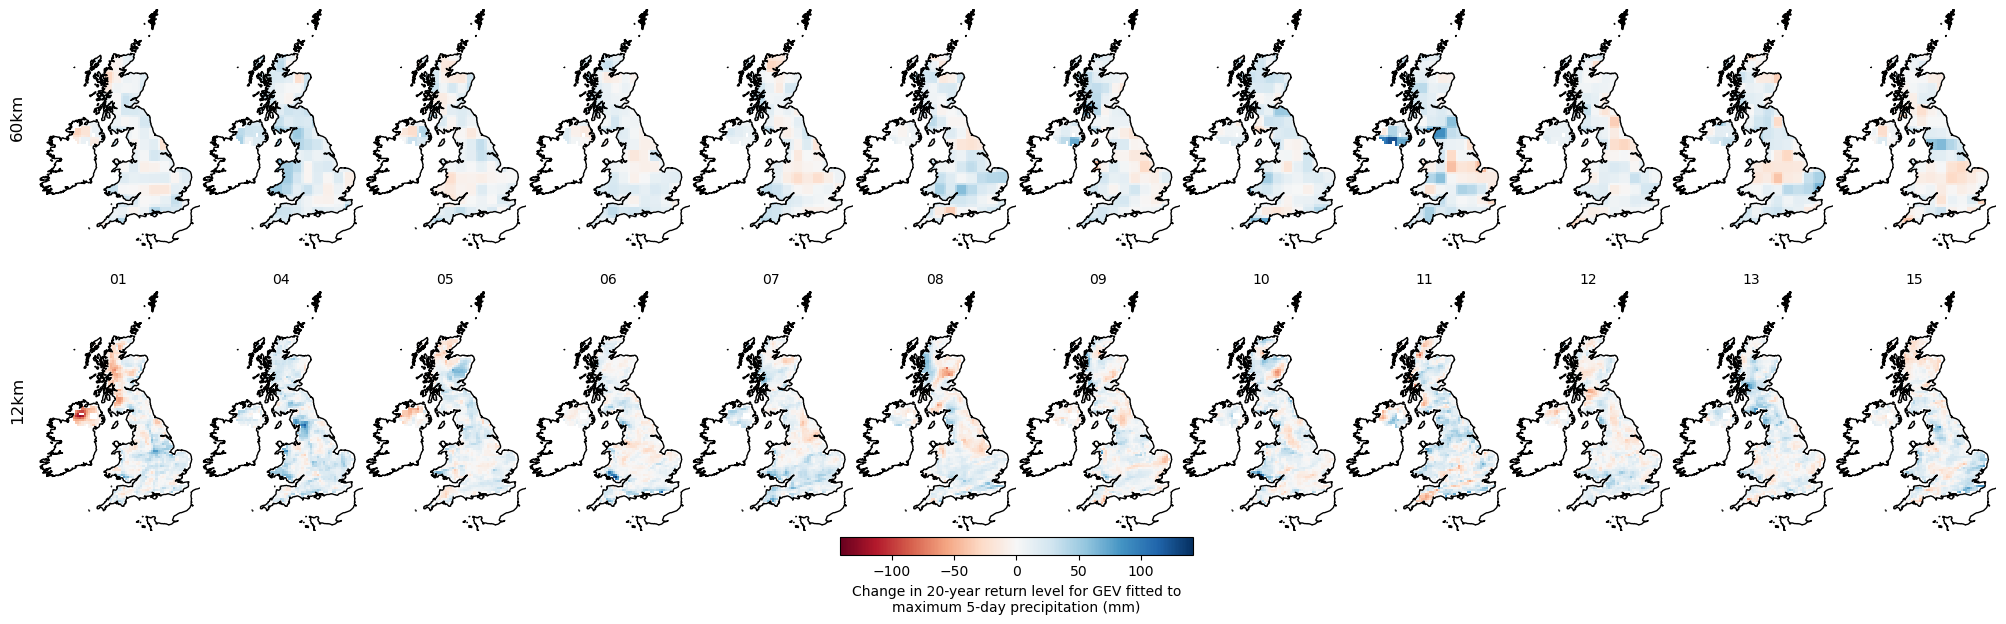 60km
01 04 05 06 07 08 09 10 11 12 13 15
12km
−100 −50 0 50 100
Change in 20-year return level for GEV fitted to
maximum 5-day precipitation (mm)